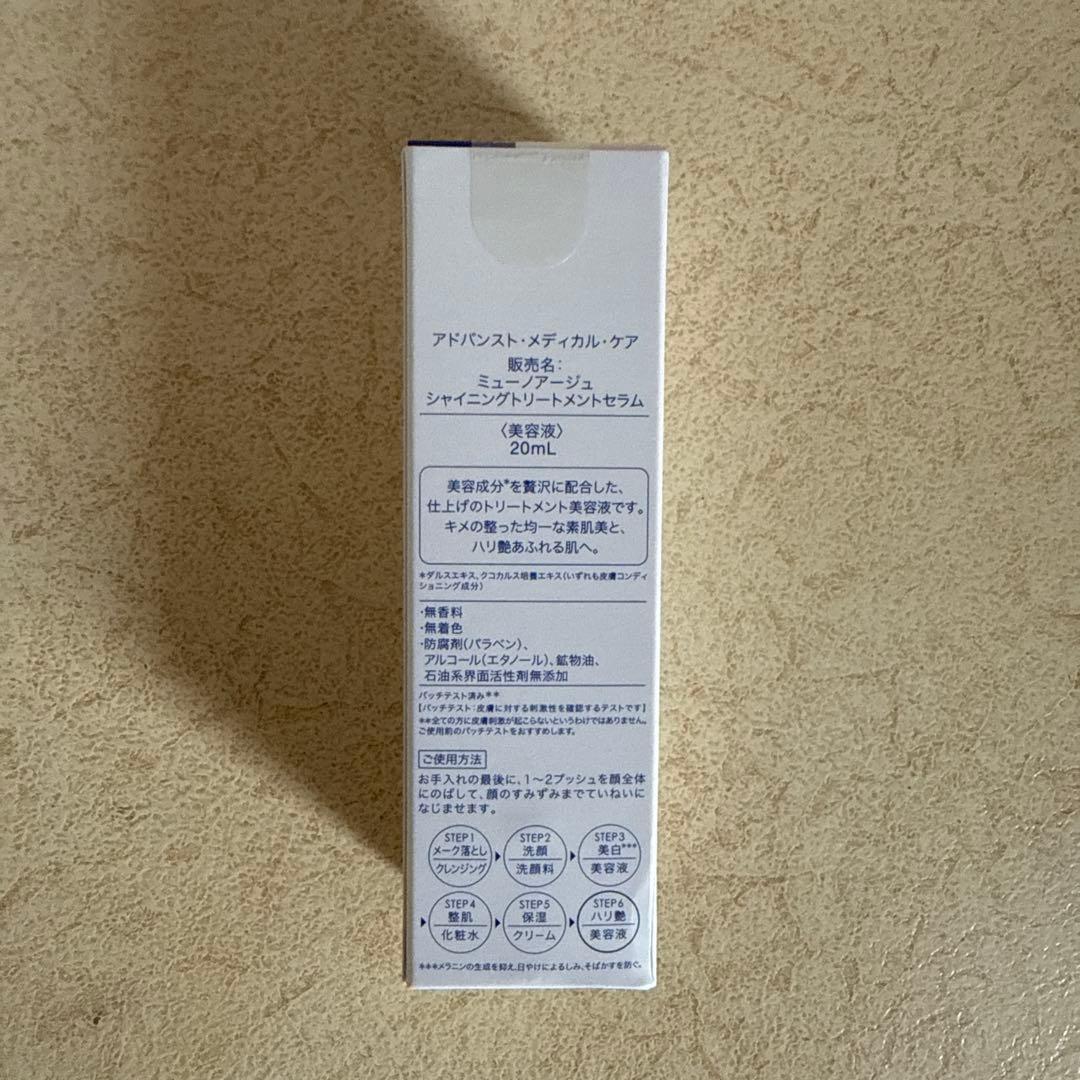 アドバンスト・メディカル・ケア
販売名：
ミューノアージュ
シャイニングトリートメントセラム
〈美容液〉
20mL
美容成分*を贅沢に配合した、
仕上げのトリートメント美容液です。
キメの整った均一な素肌美と、
ハリ艶あふれる肌へ。
*ダルスエキス、クコカルス培養エキス(いずれも皮膚コンディ
ショニング成分)
・無香料
・無着色
・防腐剤(パラベン)、
アルコール(エタノール)、鉱物油、
石油系界面活性剤無添加
パッチテスト済み**
【パッチテスト：皮膚に対する刺激性を確認するテストです】
**全ての方に皮膚刺激が起こらないというわけではありません。
ご使用前のパッチテストをおすすめします。
ご使用方法
お手入れの最後に、1〜2プッシュを顔全体
にのばして、顔のすみずみまでていねいに
なじませます。
STEP1
メーク落とし
クレンジング
STEP2
洗顔
洗顔料
STEP3
美白***
美容液
STEP4
整肌
化粧水
STEP5
保湿
クリーム
STEP6
ハリ艶
美容液
***メラニンの生成を抑え、日やけによるしみ、そばかすを防ぐ。